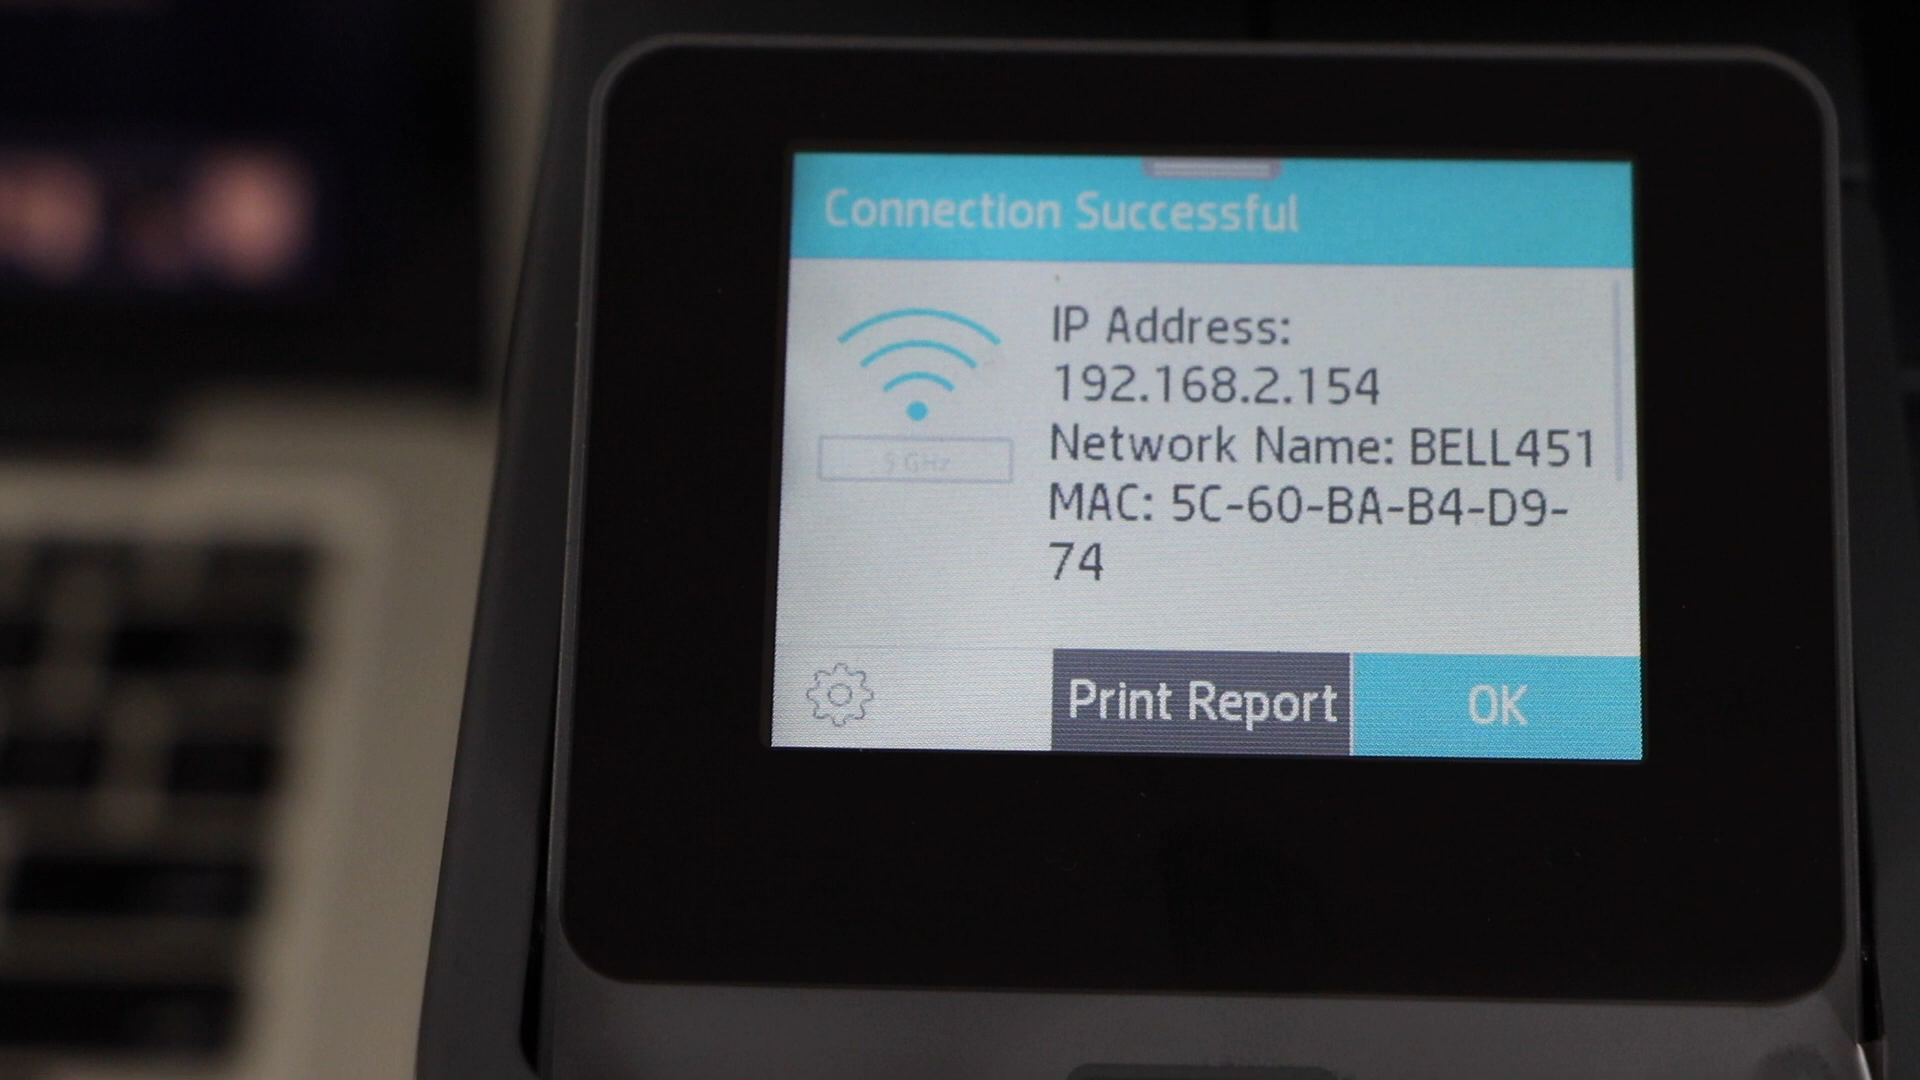 Connection Successful
IP Address:
192.168.2.154
Network Name: BELL451
MAC: 5C-60-BA-B4-D9-
74
5 GHz
Print Report
OK